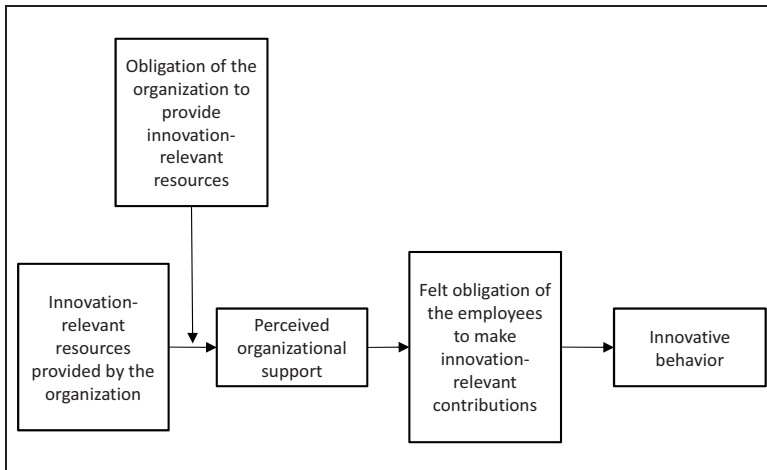 Obligation of the
organization to
provide
innovation-
relevant
resources
Innovation-
relevant
resources
provided by the
organization
Perceived
organizational
support
Felt obligation of
the employees
to make
innovation-
relevant
contributions
Innovative
behavior